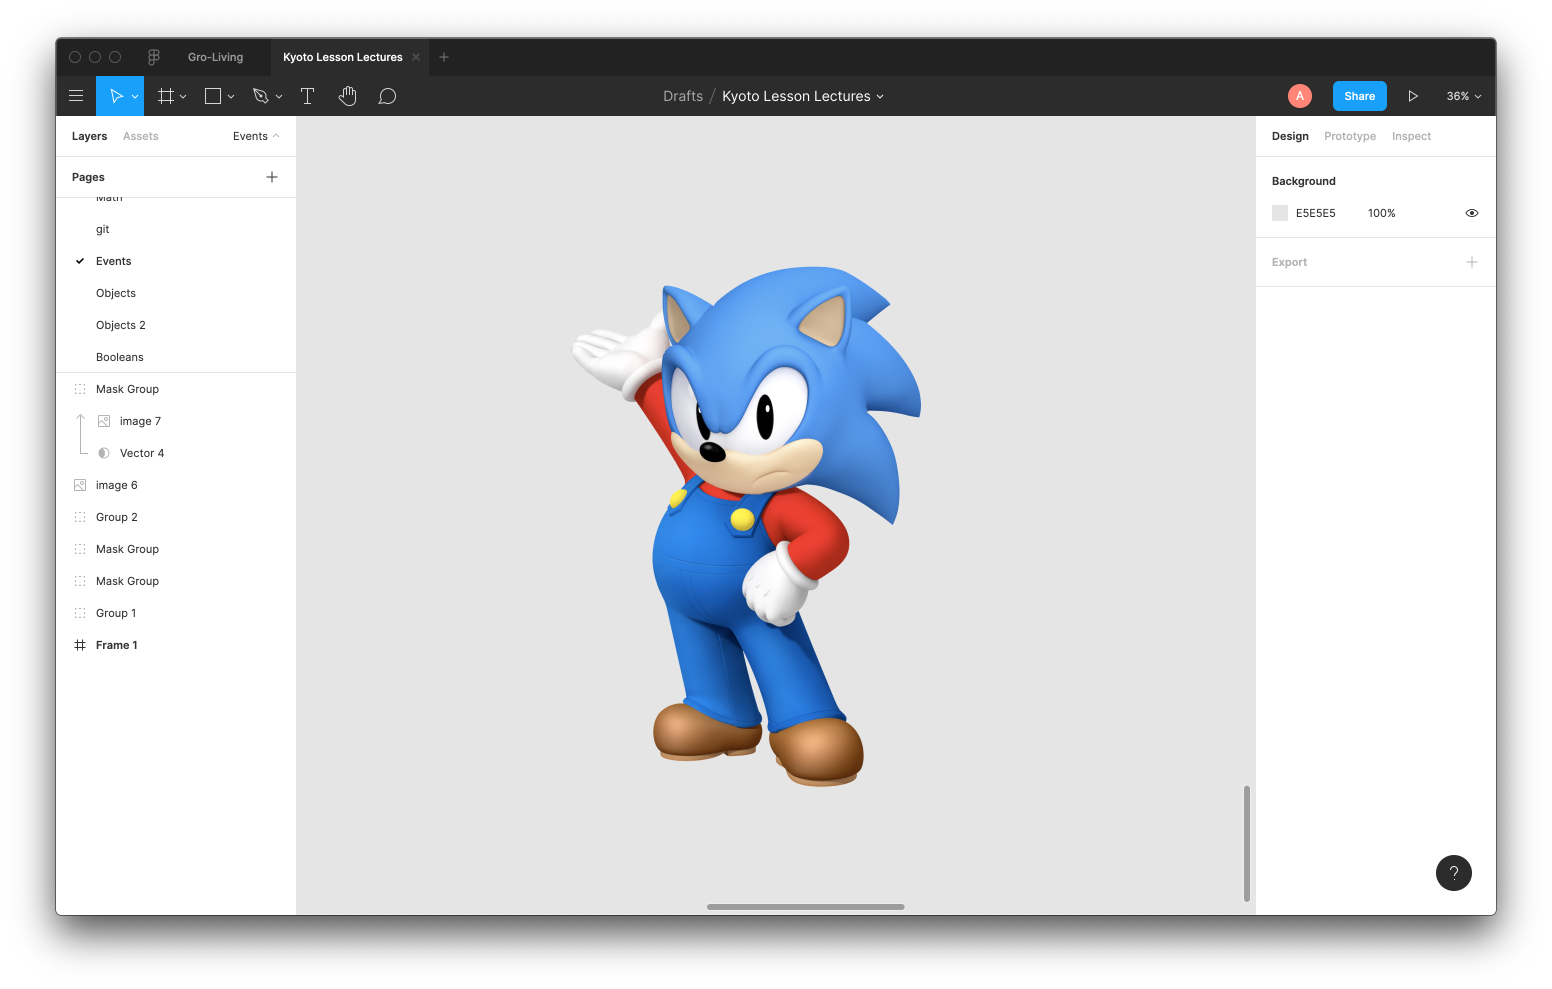 Gro-Living
Kyoto Lesson Lectures
Drafts / Kyoto Lesson Lectures
A
Share
36%
Layers
Assets
Events
Pages
Math
git
Events
Objects
Objects 2
Booleans
Mask Group
image 7
Vector 4
image 6
Group 2
Mask Group
Mask Group
Group 1
Frame 1
Design
Prototype
Inspect
Background
E5E5E5
100%
Export
?